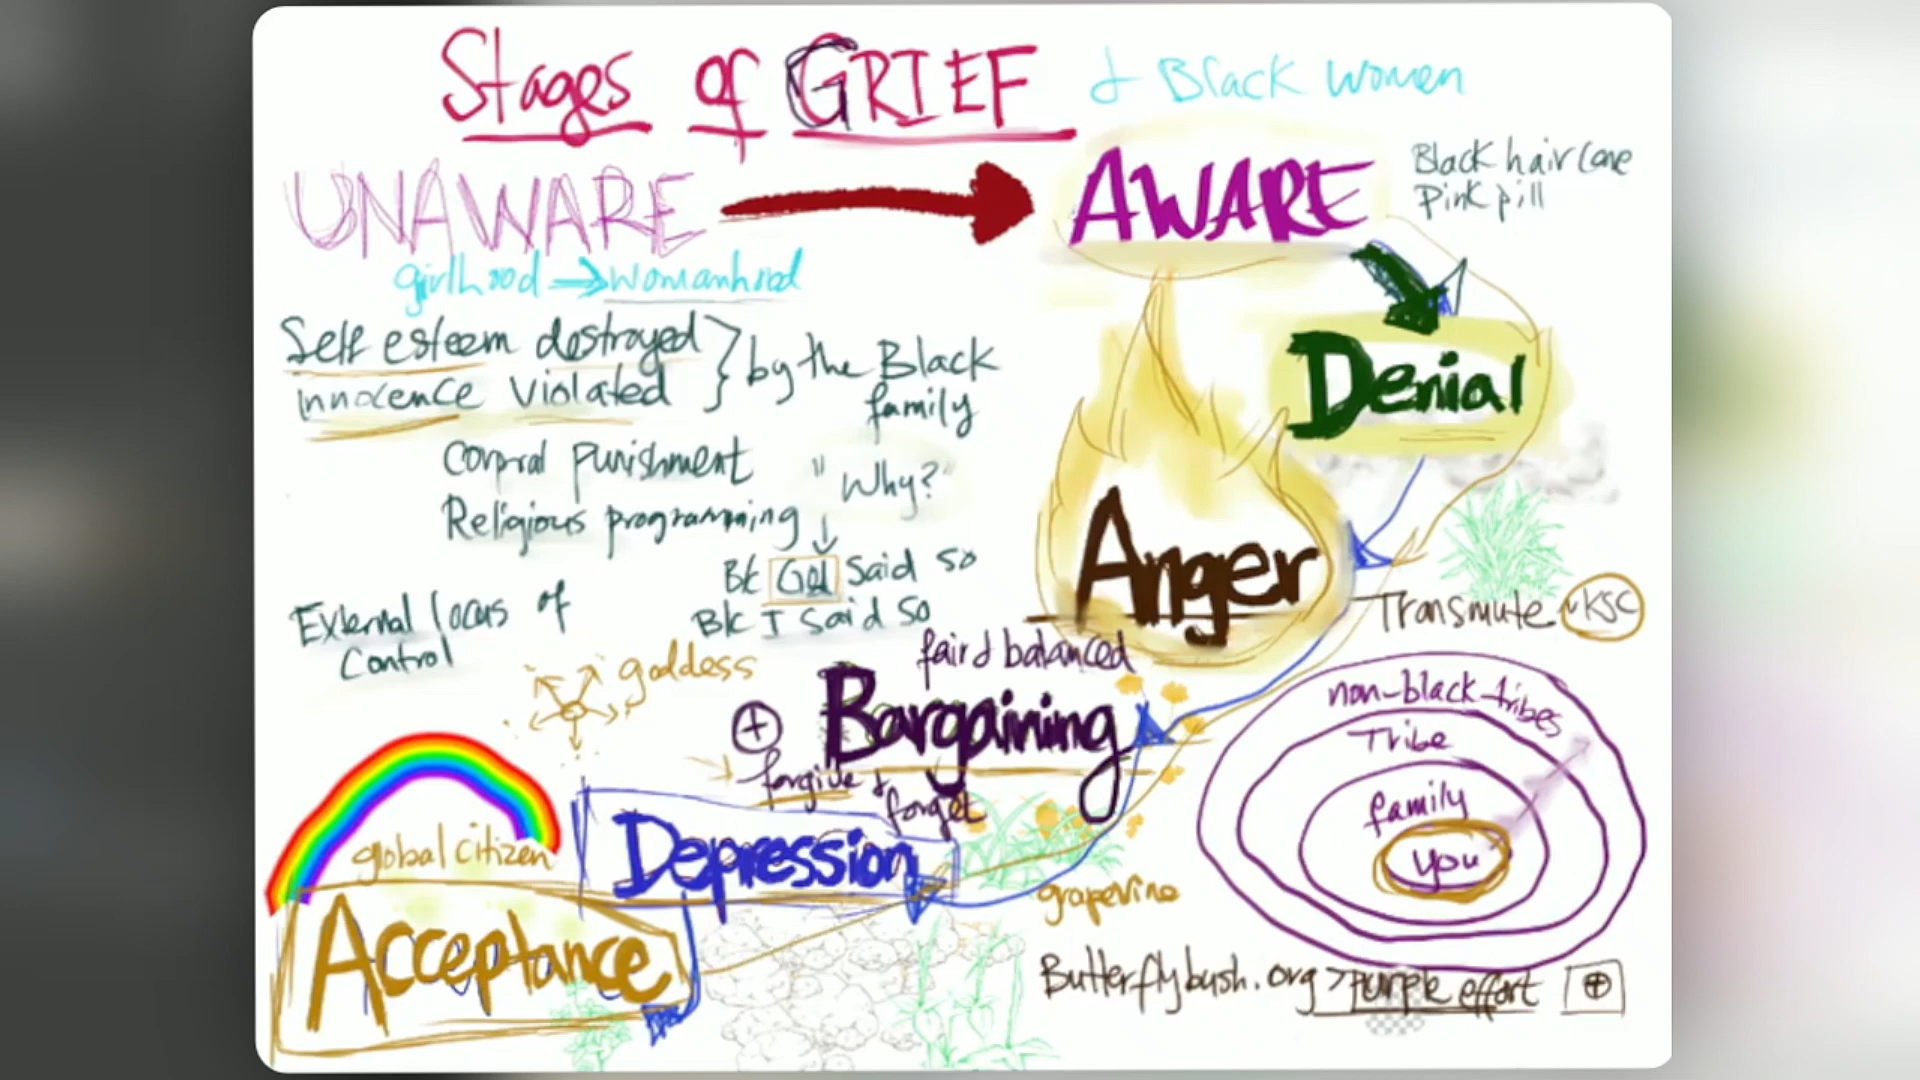 Stages of GRIEF & Black women
UNAWARE
AWARE
Black hair care
Pink pill
girlhood → womanhood
Self esteem destroyed
innocence violated
by the Black
family
Denial
Corpral punishment
Religious programming
"Why?"
Bk God Said so
Bk I said so
External locus of
Control
Anger
Transmute
KSC
goddess
fair & balanced
Bargaining
forgive &
forget
Depression
global citizen
Acceptance
grapevine
non-black tribes
Tribe
family
you
Butterflybush.org > purple effort